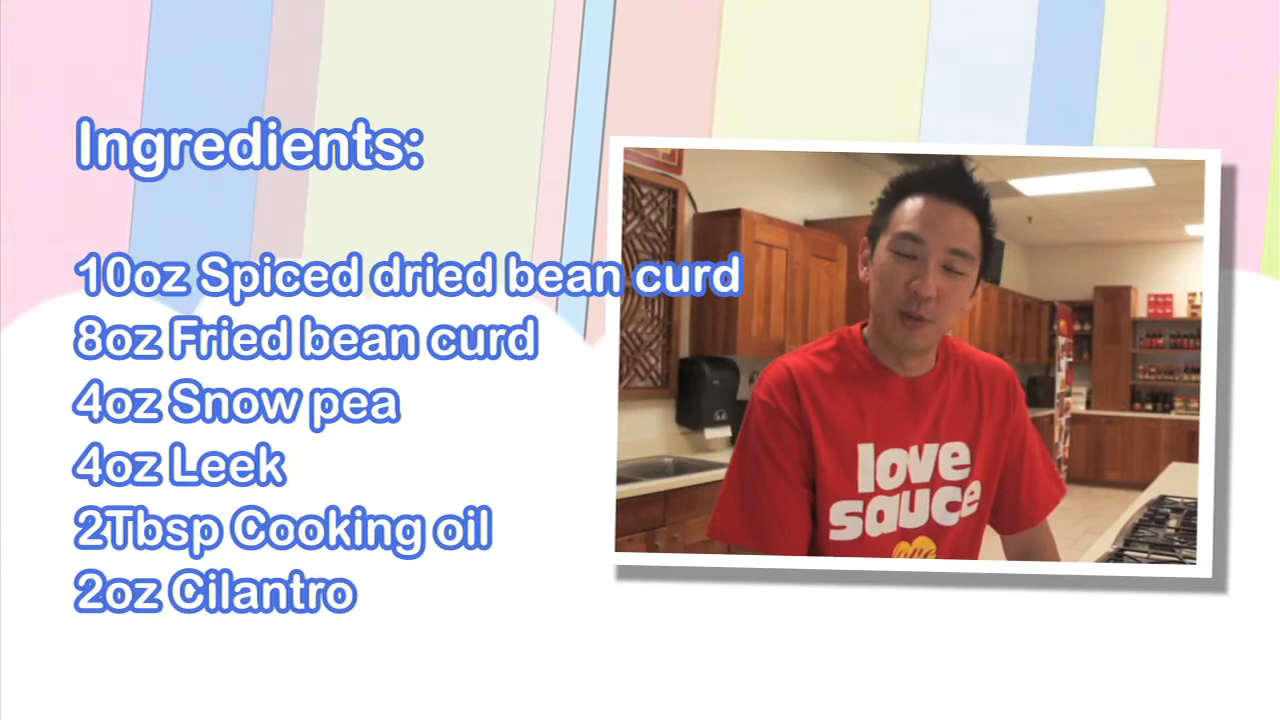 Ingredients:
10oz Spiced dried bean curd
8oz Fried bean curd
4oz Snow pea
4oz Leek
2Tbsp Cooking oil
2oz Cilantro
love
sauce